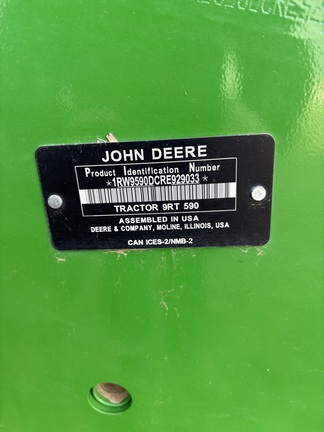 JOHN DEERE
Product Identification Number
*1RW9590DCRE929033*
TRACTOR 9RT 590
ASSEMBLED IN USA
DEERE & COMPANY, MOLINE, ILLINOIS, USA
CAN ICES-2/NMB-2